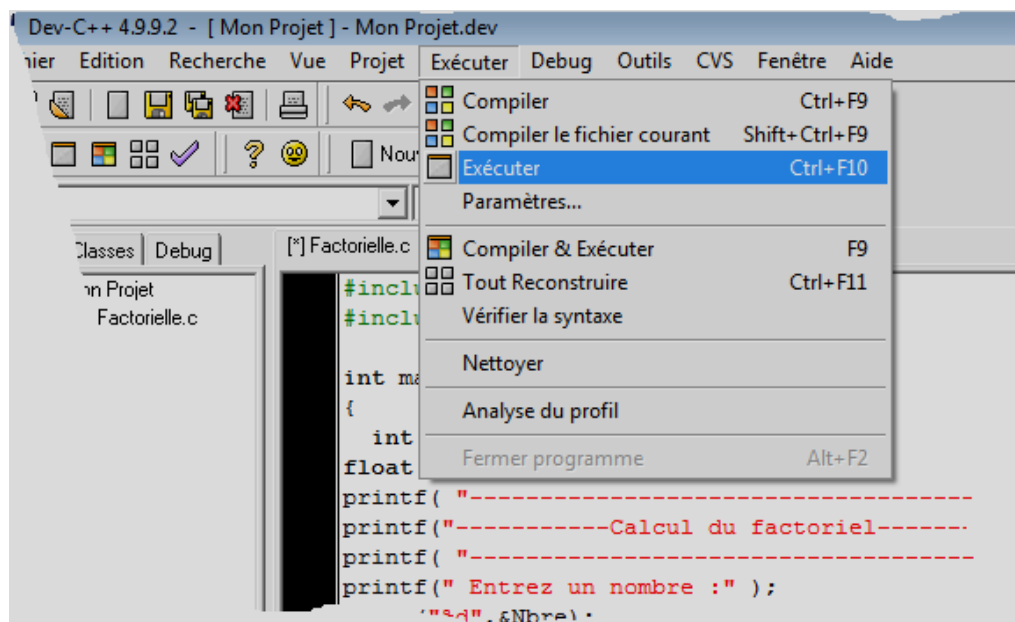 Dev-C++ 4.9.9.2 - [ Mon Projet ] - Mon Projet.dev
Edition Recherche Vue Projet Exécuter Debug Outils CVS Fenêtre Aide
Compiler Ctrl+F9
Compiler le fichier courant Shift+Ctrl+F9
Exécuter Ctrl+F10
Paramètres...
Compiler & Exécuter F9
Tout Reconstruire Ctrl+F11
Vérifier la syntaxe
Nettoyer
Analyse du profil
Fermer programme Alt+F2
Classes Debug
Projet
Factorielle.c
[*] Factorielle.c
int
{
int
float
printf( "------------------------------------
printf("-----------Calcul du factoriel-------
printf( "------------------------------------
printf(" Entrez un nombre :" );
"%d",&Nbre);